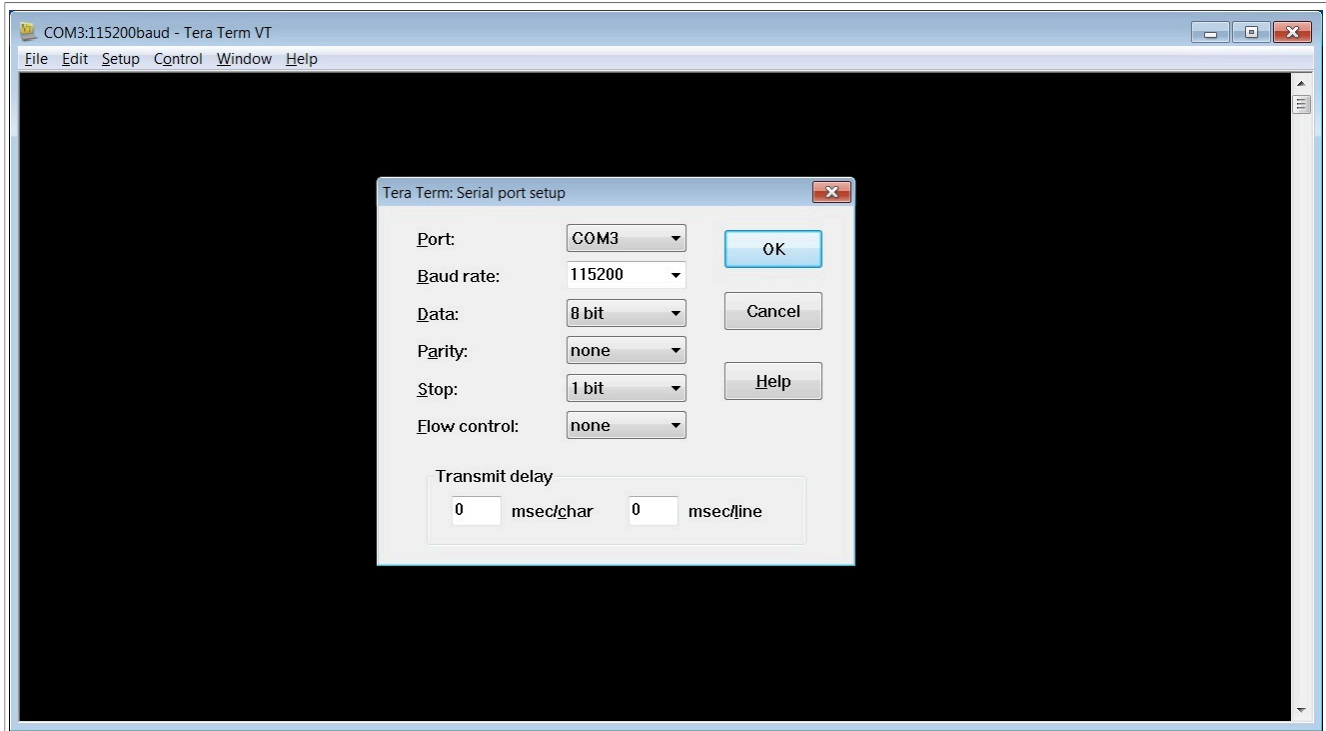 COM3:115200baud - Tera Term VT
File Edit Setup Control Window Help
Tera Term: Serial port setup
Port: COM3 OK
Baud rate: 115200
Data: 8 bit Cancel
Parity: none
Stop: 1 bit Help
Flow control: none
Transmit delay
0 msec/char 0 msec/line